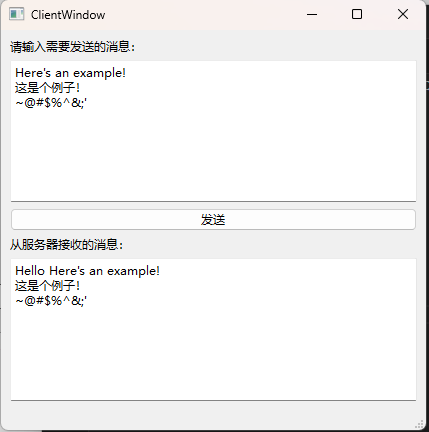 ClientWindow
请输入需要发送的消息：
Here's an example!
这是个例子！
~@#$%^&;'
发送
从服务器接收的消息：
Hello Here's an example!
这是个例子！
~@#$%^&;'